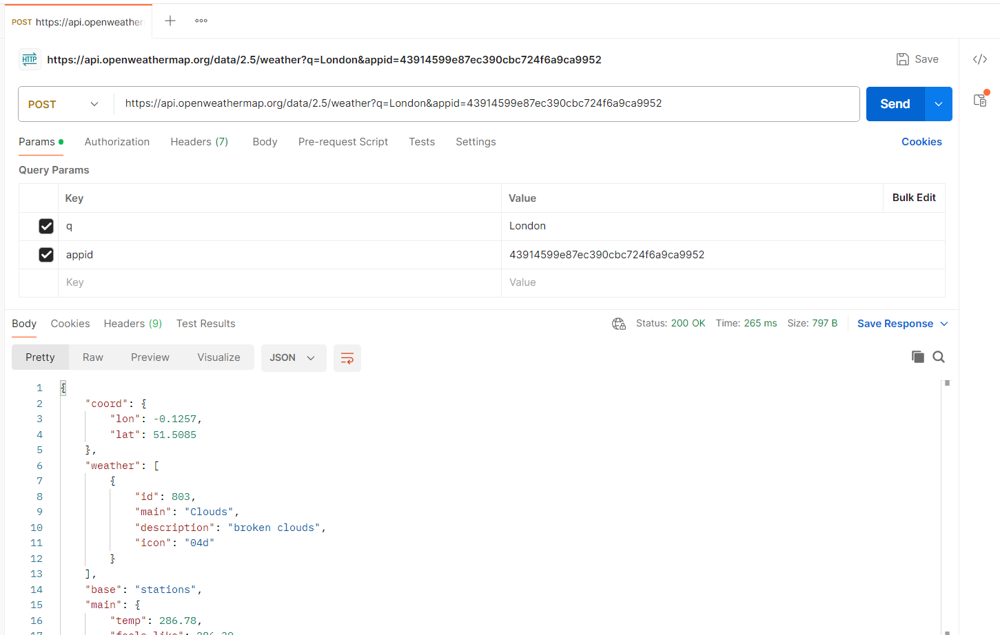 POST https://api.openweather
HTTP https://api.openweathermap.org/data/2.5/weather?q=London&appid=43914599e87ec390cbc724f6a9ca9952 Save
POST https://api.openweathermap.org/data/2.5/weather?q=London&appid=43914599e87ec390cbc724f6a9ca9952 Send
Params Authorization Headers (7) Body Pre-request Script Tests Settings Cookies
Query Params
Key Value Bulk Edit
q London
appid 43914599e87ec390cbc724f6a9ca9952
Key Value
Body Cookies Headers (9) Test Results Status: 200 OK Time: 265 ms Size: 797 B Save Response
Pretty Raw Preview Visualize JSON
1 {
2 "coord": {
3 "lon": -0.1257,
4 "lat": 51.5085
5 },
6 "weather": [
7 {
8 "id": 803,
9 "main": "Clouds",
10 "description": "broken clouds",
11 "icon": "04d"
12 }
13 ],
14 "base": "stations",
15 "main": {
16 "temp": 286.78,